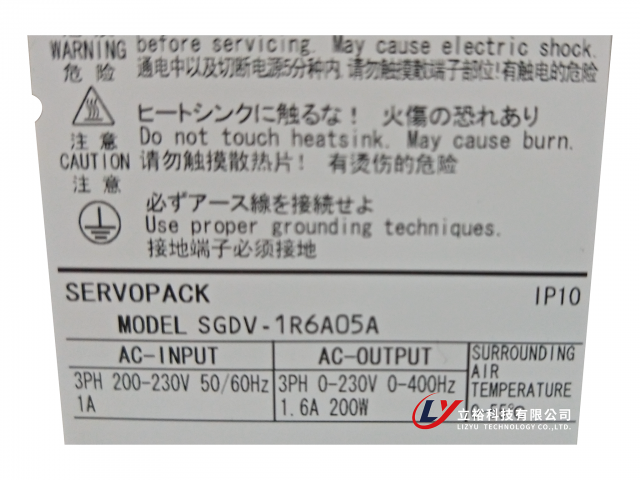 WARNING before servicing. May cause electric shock.
危 险 通电中以及切断电源5分种内,请勿触摸散端子部位!有触电的危险
ヒートシンクに触るな! 火傷の恐れあり
注 意 Do not touch heatsink. May cause burn.
CAUTION 请勿触摸散热片! 有烫伤的危险
注 意
必ずアース線を接続せよ
Use proper grounding techniques.
接地端子必须接地
SERVOPACK IP10
MODEL SGDV-1R6A05A
AC-INPUT AC-OUTPUT SURROUNDING
AIR
TEMPERATURE
3PH 200-230V 50/60Hz 3PH 0-230V 0-400Hz
1A 1.6A 200W
LY 立裕科技有限公司
LIZYU TECHNOLOGY CO.,LTD.